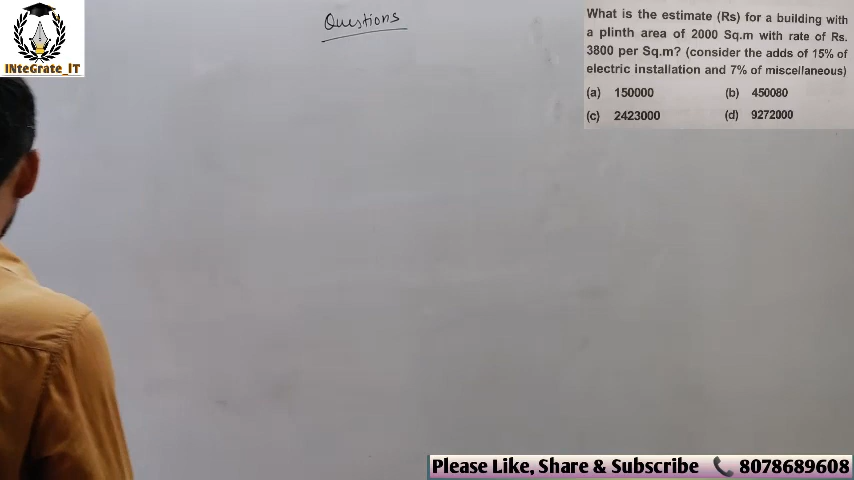 INteGrate_IT
Questions
What is the estimate (Rs) for a building with
a plinth area of 2000 Sq.m with rate of Rs.
3800 per Sq.m? (consider the adds of 15% of
electric installation and 7% of miscellaneous)
(a) 150000 (b) 450080
(c) 2423000 (d) 9272000
Please Like, Share & Subscribe 8078689608